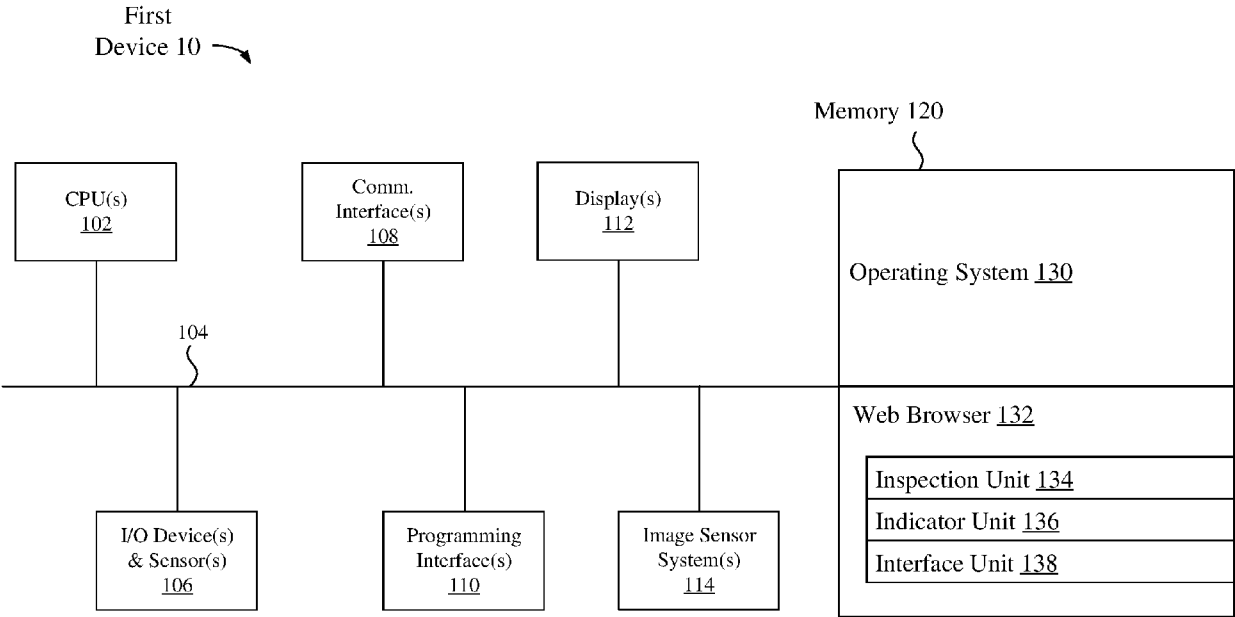 First
Device 10
Memory 120
CPU(s)
102
Comm.
Interface(s)
108
Display(s)
112
Operating System 130
104
Web Browser 132
Inspection Unit 134
Indicator Unit 136
Interface Unit 138
I/O Device(s)
& Sensor(s)
106
Programming
Interface(s)
110
Image Sensor
System(s)
114